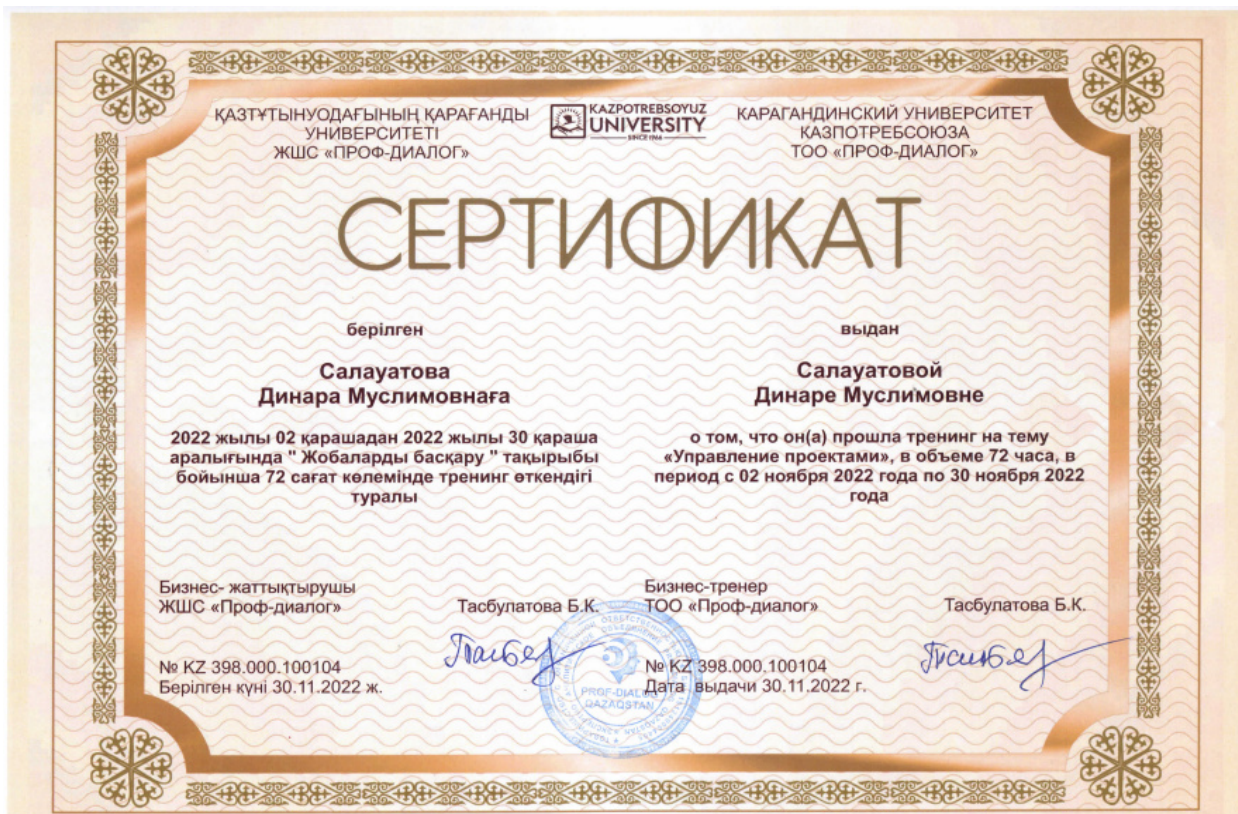 ҚАЗТҰТЫНУОДАҒЫНЫҢ ҚАРАҒАНДЫ
УНИВЕРСИТЕТІ
ЖШС «ПРОФ-ДИАЛОГ»
KAZPOTREBSOYUZ
UNIVERSITY
SINCE 1966
КАРАГАНДИНСКИЙ УНИВЕРСИТЕТ
КАЗПОТРЕБСОЮЗА
ТОО «ПРОФ-ДИАЛОГ»
СЕРТИФИКАТ
берілген
Салауатова
Динара Муслимовнаға
2022 жылы 02 қарашадан 2022 жылы 30 қараша
аралығында " Жобаларды басқару " тақырыбы
бойынша 72 сағат көлемінде тренинг өткендігі
туралы
выдан
Салауатовой
Динаре Муслимовне
о том, что он(а) прошла тренинг на тему
«Управление проектами», в объеме 72 часа, в
период с 02 ноября 2022 года по 30 ноября 2022
года
Бизнес- жаттықтырушы
ЖШС «Проф-диалог» Тасбулатова Б.К.
№ KZ 398.000.100104
Берілген күні 30.11.2022 ж.
Бизнес-тренер
ТОО «Проф-диалог» Тасбулатова Б.К.
№ KZ 398.000.100104
Дата выдачи 30.11.2022 г.
PROF-DIALOG
QAZAQSTAN